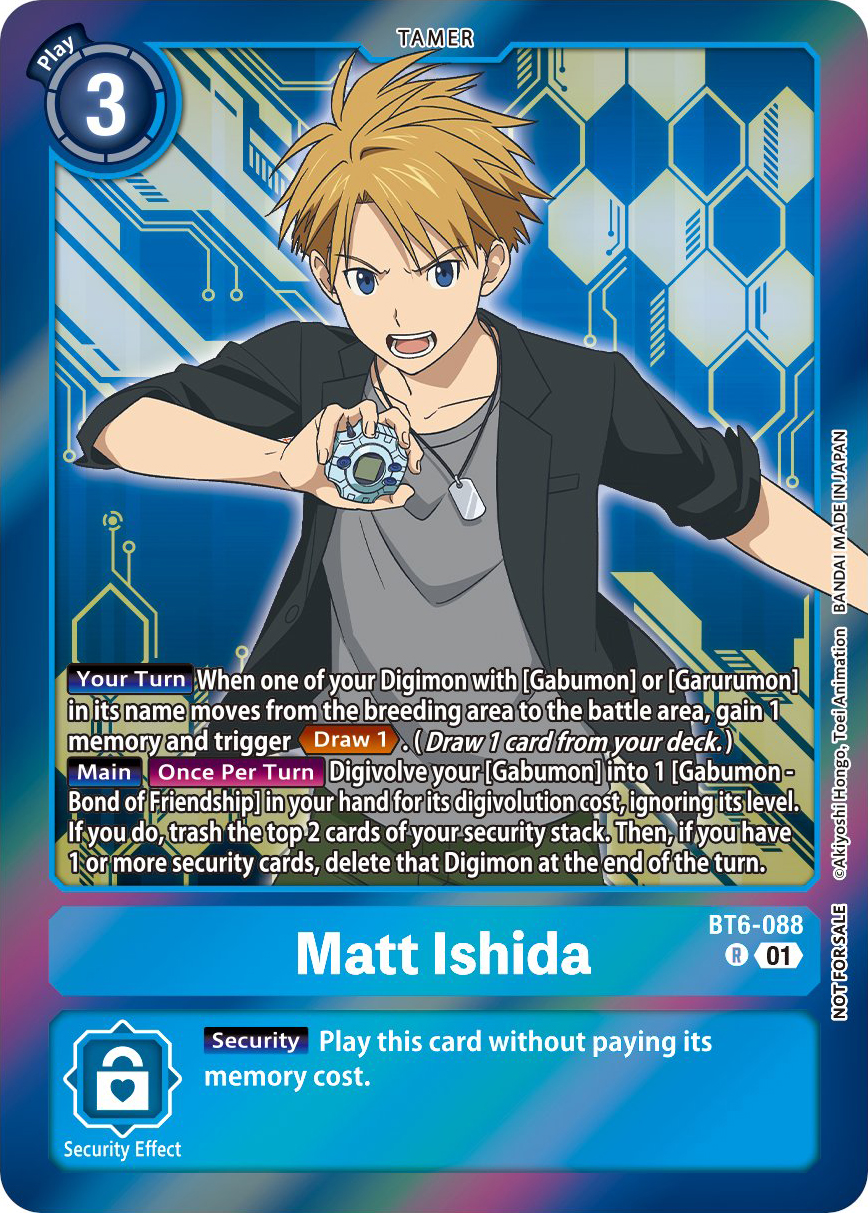 TAMER
Play
3
Your Turn When one of your Digimon with [Gabumon] or [Garurumon]
in its name moves from the breeding area to the battle area, gain 1
memory and trigger Draw 1. (Draw 1 card from your deck.)
Main Once Per Turn Digivolve your [Gabumon] into 1 [Gabumon -
Bond of Friendship] in your hand for its digivolution cost, ignoring its level.
If you do, trash the top 2 cards of your security stack. Then, if you have
1 or more security cards, delete that Digimon at the end of the turn.
©Akiyoshi Hongo, Toei Animation BANDAI MADE IN JAPAN
NOT FOR SALE
BT6-088
Matt Ishida
R 01
Security Play this card without paying its
memory cost.
Security Effect